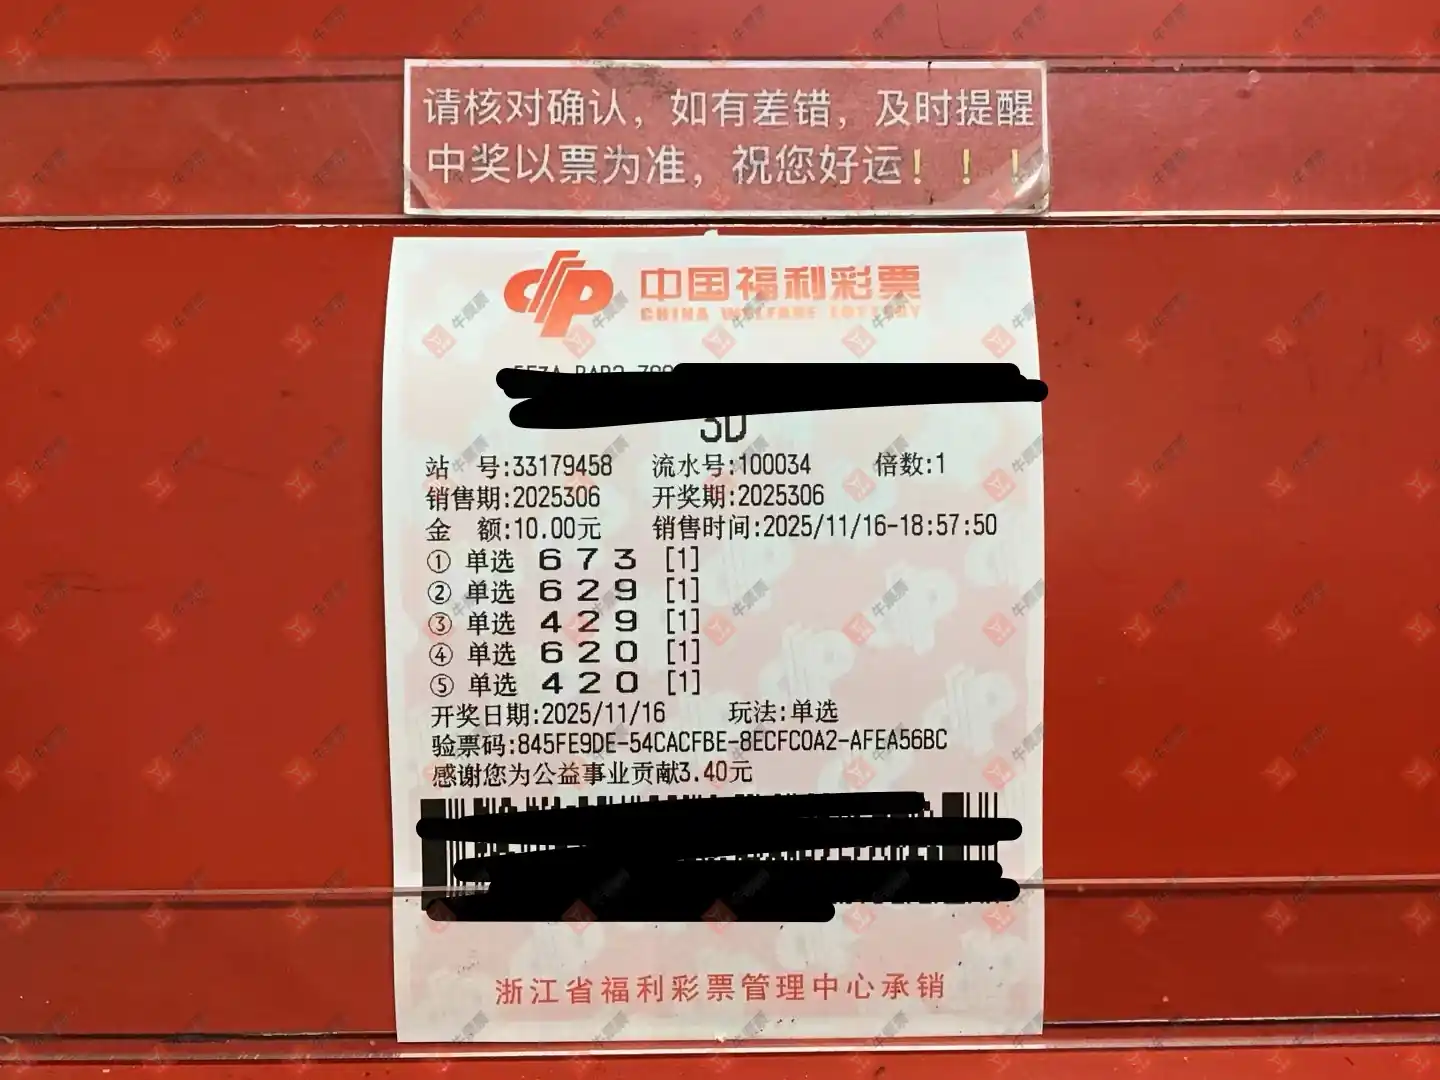 请核对确认，如有差错，及时提醒
中奖以票为准，祝您好运！！！
中国福利彩票
CHINA WELFARE LOTTERY
3D
站 号:33179458 流水号:100034 倍数:1
销售期:2025306 开奖期:2025306
金 额:10.00元 销售时间:2025/11/16-18:57:50
① 单选 6 7 3 [1]
② 单选 6 2 9 [1]
③ 单选 4 2 9 [1]
④ 单选 6 2 0 [1]
⑤ 单选 4 2 0 [1]
开奖日期:2025/11/16 玩法:单选
验票码:845FE9DE-54CACFBE-8ECFC0A2-AFEA56BC
感谢您为公益事业贡献3.40元
浙江省福利彩票管理中心承销